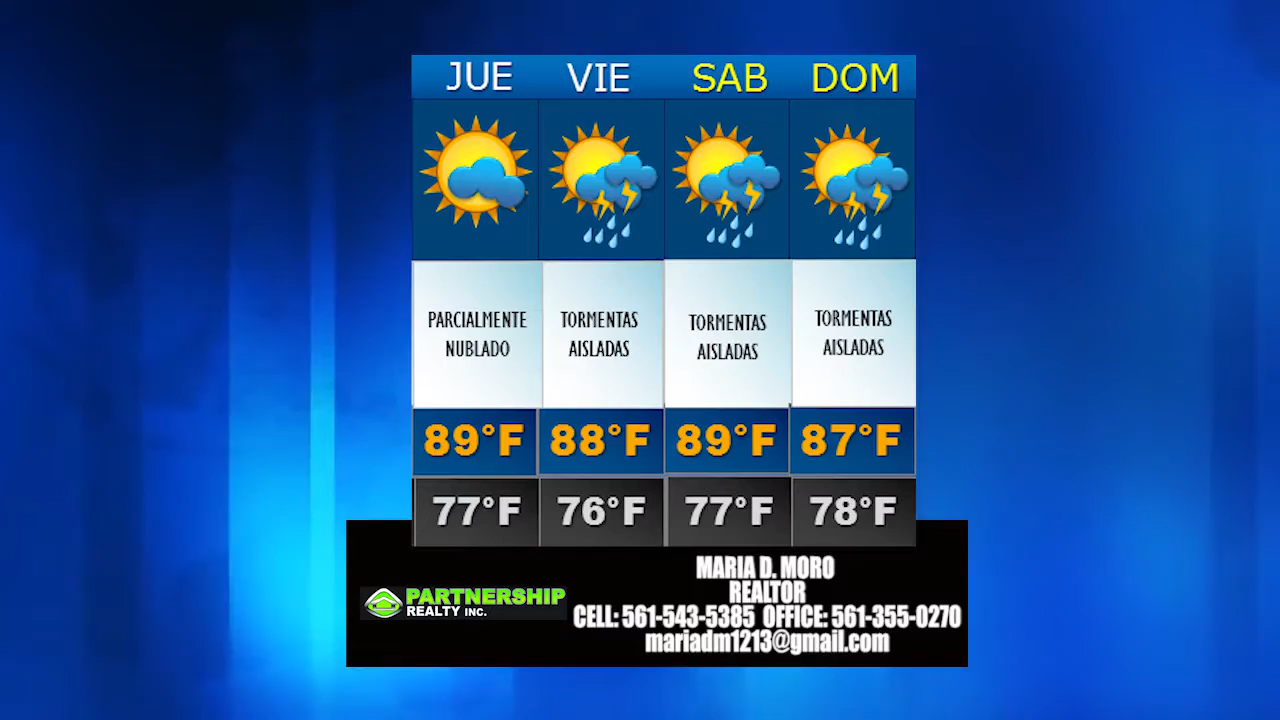 JUE VIE SAB DOM
PARCIALMENTE NUBLADO
TORMENTAS AISLADAS
TORMENTAS AISLADAS
TORMENTAS AISLADAS
89°F 88°F 89°F 87°F
77°F 76°F 77°F 78°F
PARTNERSHIP
REALTY INC.
MARIA D. MORO
REALTOR
CELL: 561-543-5385 OFFICE: 561-355-0270
mariadm1213@gmail.com